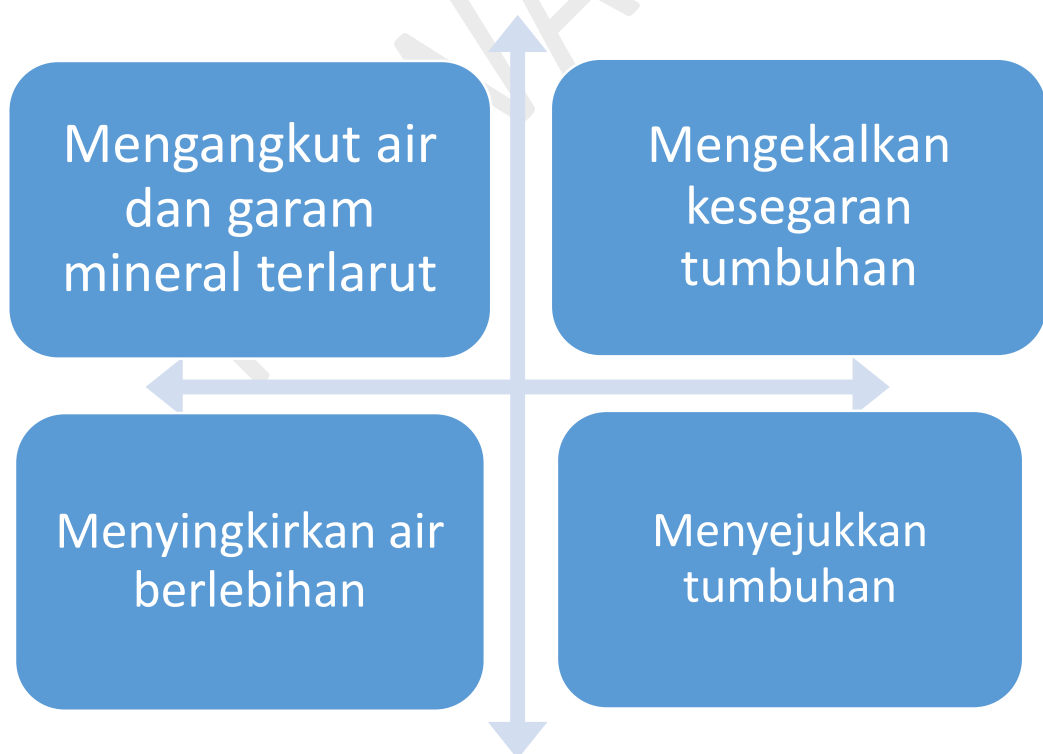 Mengangkut air
dan garam
mineral terlarut
Mengekalkan
kesegaran
tumbuhan
Menyingkirkan air
berlebihan
Menyejukkan
tumbuhan